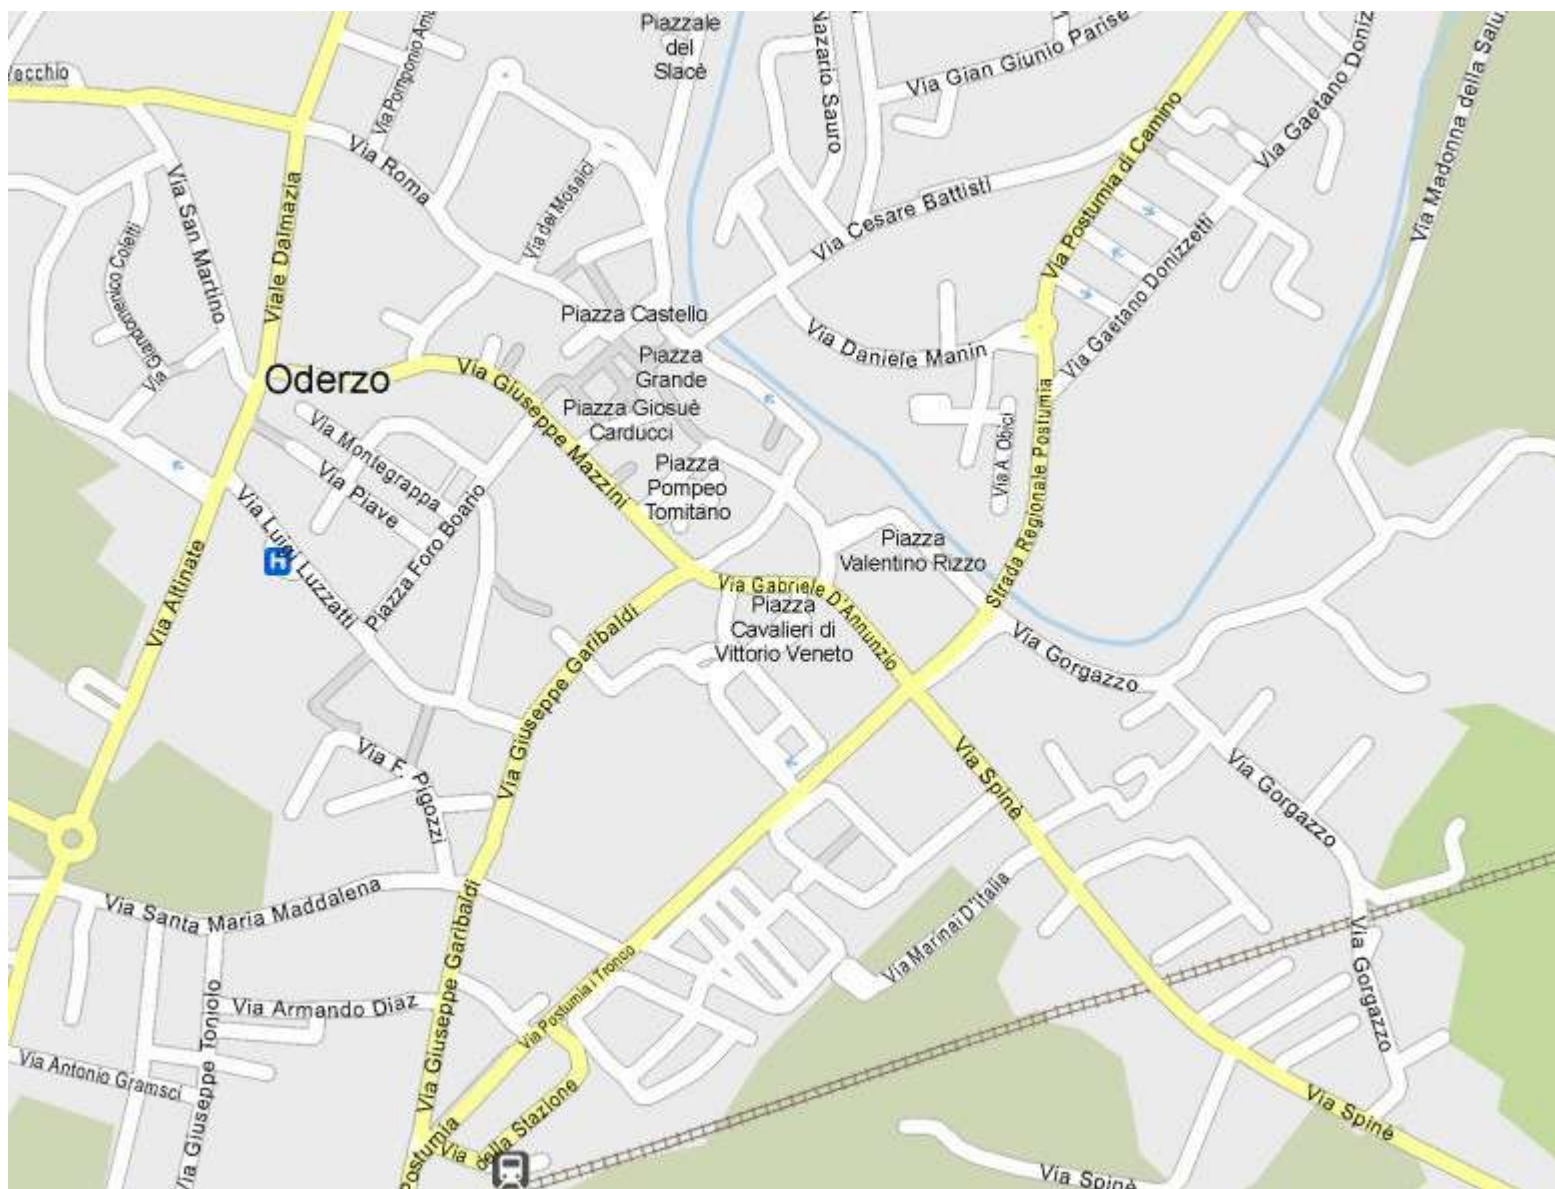 Piazzale
del
Slacè
Nazario Sauro
Via Gian Giunio Parise
Via Gaetano Doniz
Via Madonna della Salu
Vecchio
Via Pomponio Ama
Via Roma
Via dei Mosaici
Via San Martino
Via Giandomenico Coletti
Viale Dalmazia
Via Cesare Battisti
Via Postumia di Camino
Via Gaetano Donizzetti
Piazza Castello
Piazza
Grande
Via Daniele Manin
Oderzo
Via Giuseppe Mazzini
Piazza Giosuè
Carducci
Via A. Obici
Strada Regionale Postumia
Via Montegrappa
Via Piave
Piazza
Pompeo
Tomitano
Piazza Foro Boario
Via Luigi Luzzatti
H
Via Altinate
Piazza
Valentino Rizzo
Via Gabriele D'Annunzio
Piazza
Cavalieri di
Vittorio Veneto
Via Giuseppe Garibaldi
Via Gorgazzo
Via F. Pigozzi
Via Spinè
Via Gorgazzo
Via Santa Maria Maddalena
Via Giuseppe Garibaldi
Via Marinai D'Italia
Via Postumia i Tronco
Via Gorgazzo
Via Armando Diaz
Via Giuseppe Toniolo
Via Antonio Gramsci
Via della Stazione
Postumia
Via Spinè
Via Spinè